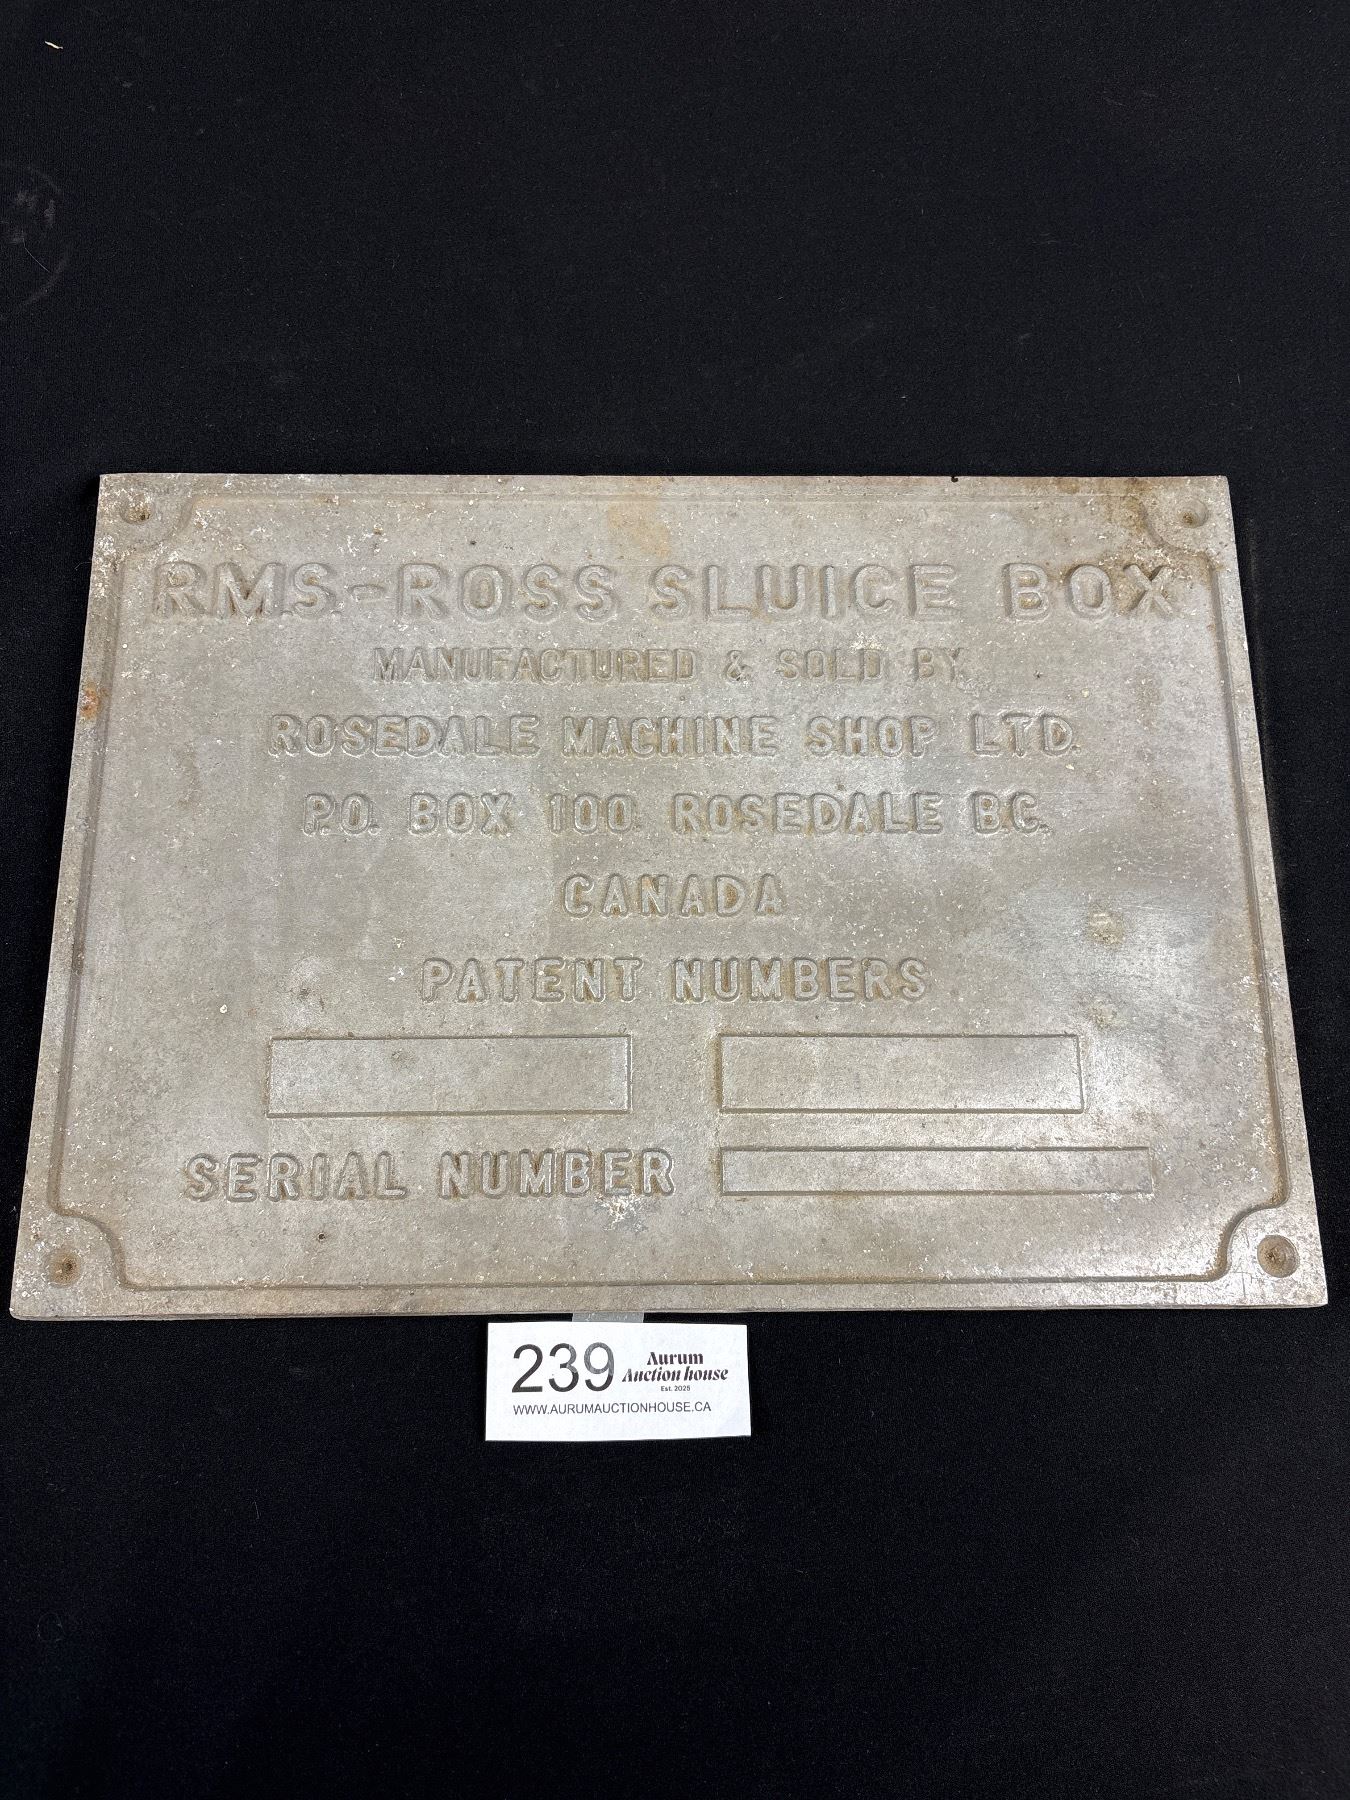 RMS-ROSS SLUICE BOX
MANUFACTURED & SOLD BY
ROSEDALE MACHINE SHOP LTD.
P.O. BOX 100 ROSEDALE B.C.
CANADA
PATENT NUMBERS
SERIAL NUMBER
239 Aurum
Auction house
Est. 2025
WWW.AURUMAUCTIONHOUSE.CA